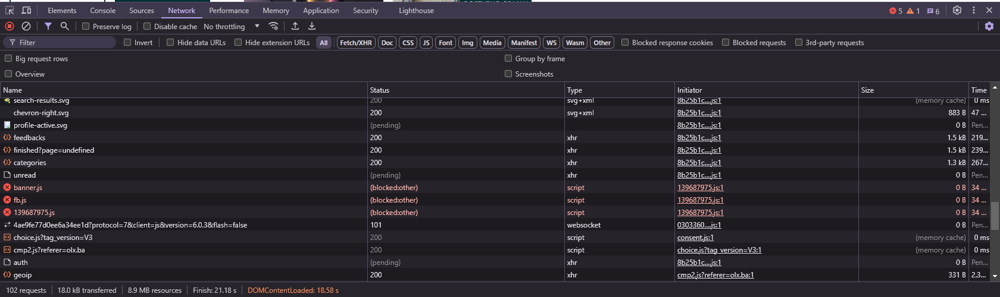 Elements Console Sources Network Performance Memory Application Security Lighthouse 5 1 6
Preserve log Disable cache No throttling
Filter Invert Hide data URLs Hide extension URLs All Fetch/XHR Doc CSS JS Font Img Media Manifest WS Wasm Other Blocked response cookies Blocked requests 3rd-party requests
Big request rows Group by frame
Overview Screenshots
Name Status Type Initiator Size Time
search-results.svg 200 svg+xml 8b25b1c....js:1 (memory cache) 0 ms
chevron-right.svg 200 svg+xml 8b25b1c....js:1 883 B 47 ...
profile-active.svg (pending) 8b25b1c....js:1 0 B Pen...
feedbacks 200 xhr 8b25b1c....js:1 1.5 kB 219...
finished?page=undefined 200 xhr 8b25b1c....js:1 1.5 kB 239...
categories 200 xhr 8b25b1c....js:1 1.3 kB 267...
unread (pending) xhr 8b25b1c....js:1 0 B Pen...
banner.js (blocked:other) script 139687975.js:1 0 B 34 ...
fb.js (blocked:other) script 139687975.js:1 0 B 34 ...
139687975.js (blocked:other) script 139687975.js:1 0 B 34 ...
4ae9fe77d0ee6a34ee1d?protocol=7&client=js&version=6.0.3&flash=false 101 websocket 0303360....js:1 0 B Pen...
choice.js?tag_version=V3 200 script consent.js:1 (memory cache) 0 ms
cmp2.js?referer=olx.ba 200 script choice.js?tag_version=V3:1 (memory cache) 0 ms
auth (pending) xhr 8b25b1c....js:1 0 B Pen...
geoip 200 xhr cmp2.js?referer=olx.ba:1 331 B 2.3...
102 requests 18.0 kB transferred 8.9 MB resources Finish: 21.18 s DOMContentLoaded: 18.58 s